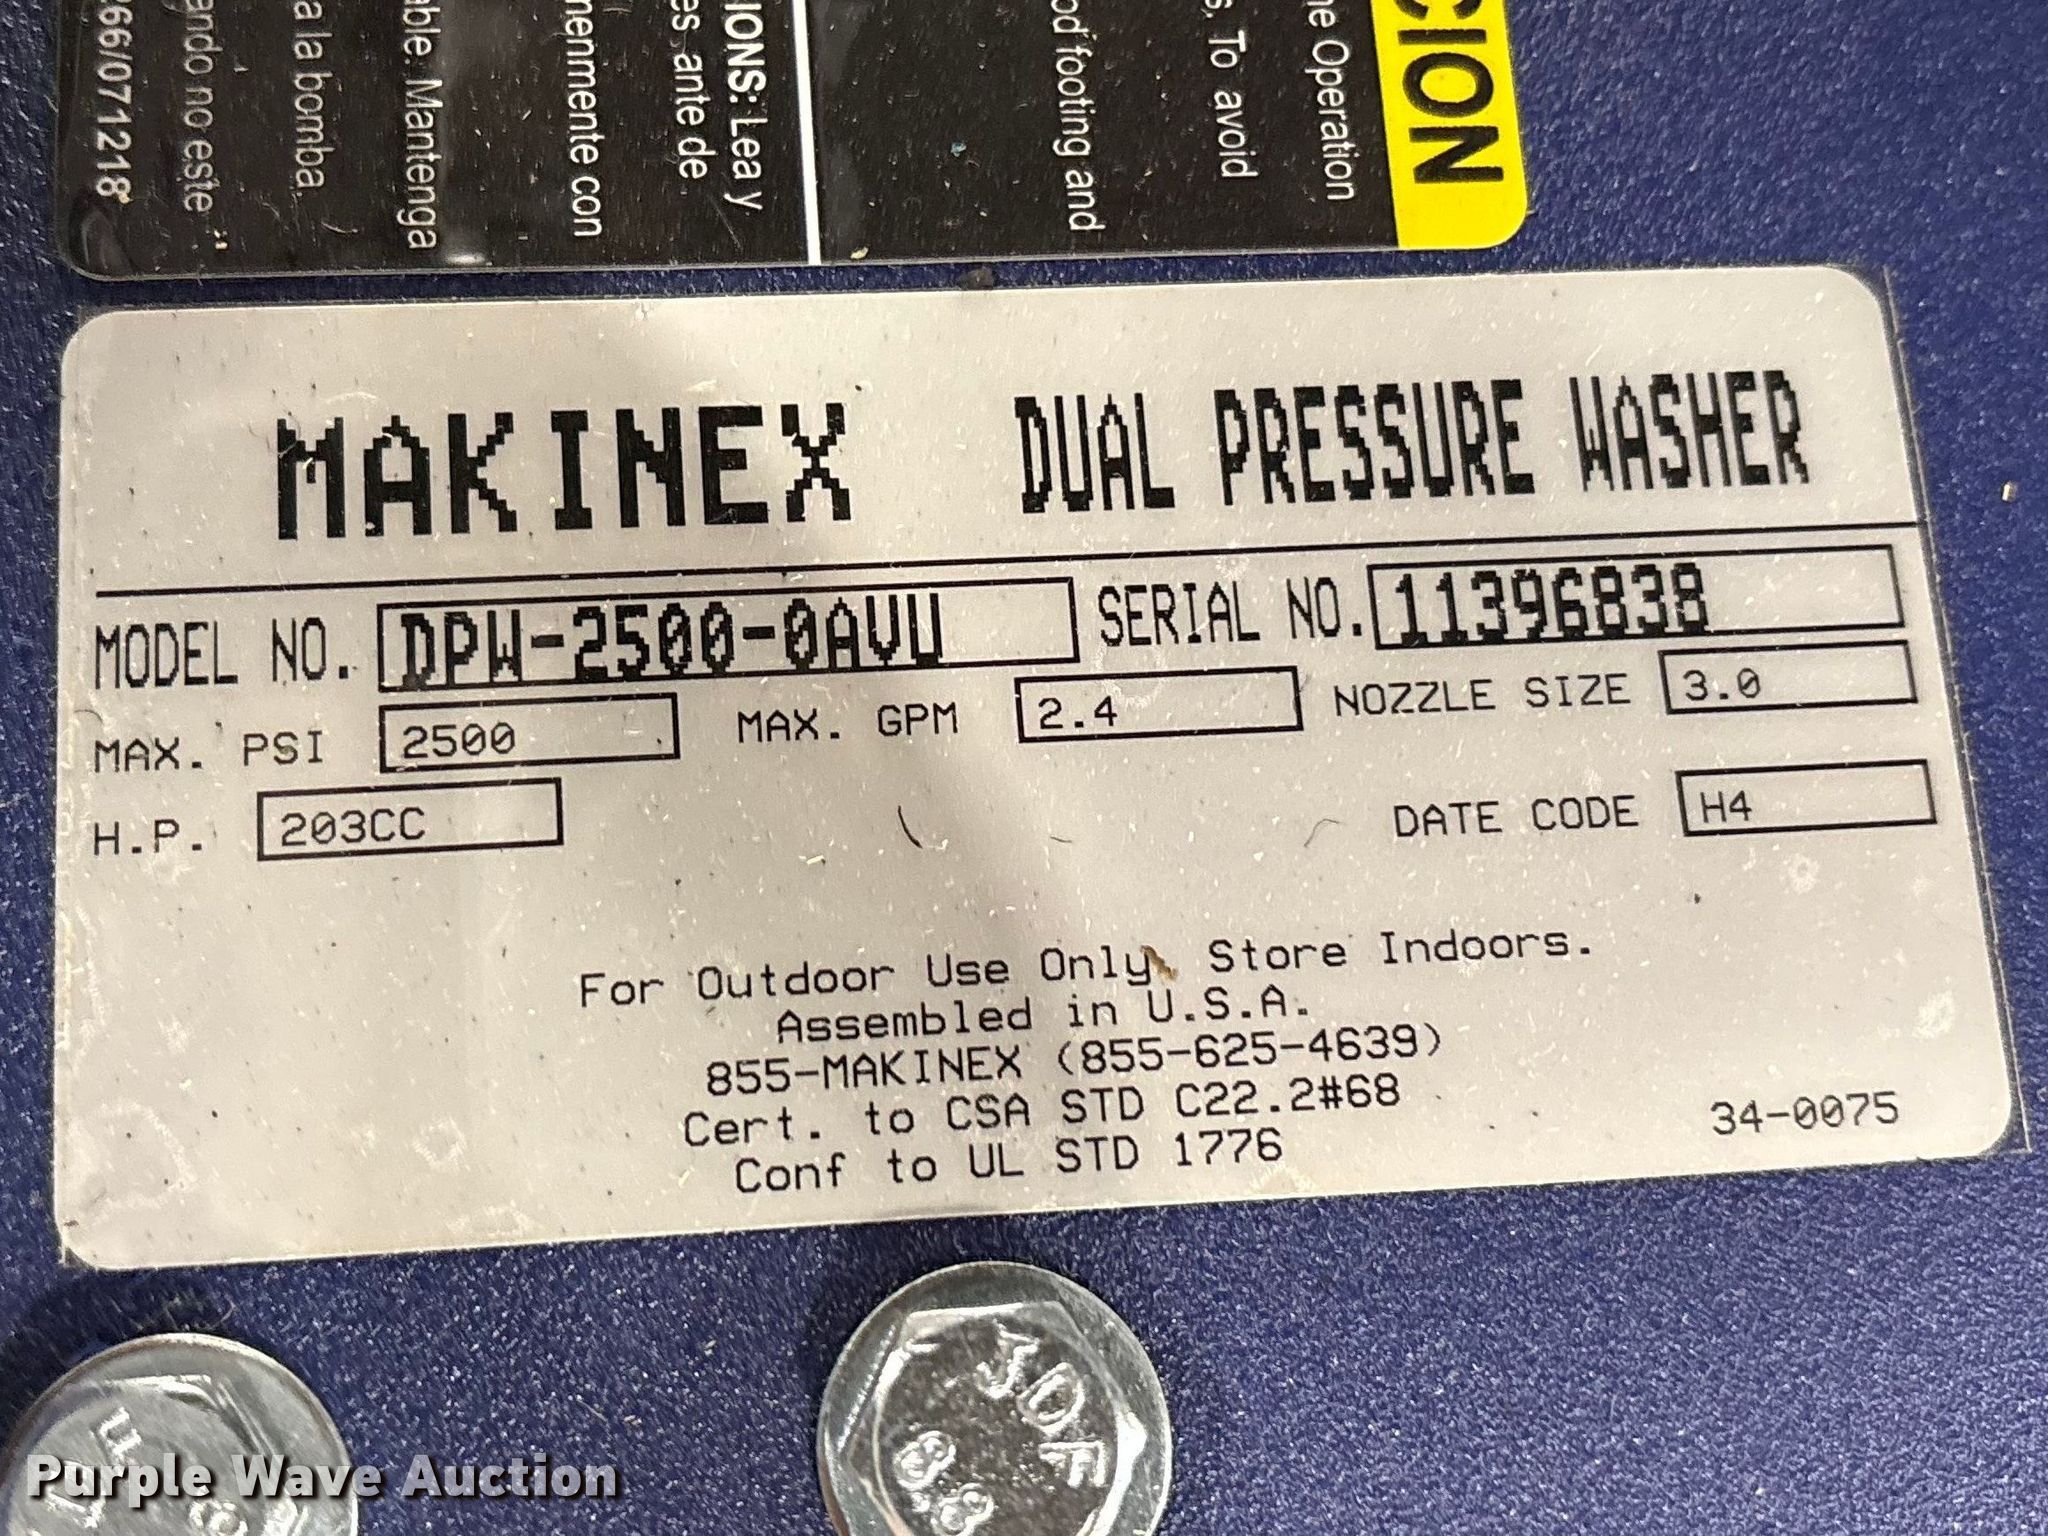 CION
ne Operation
s. To avoid
od footing and
IONS: Lea y
es ante de
nenmente con
able. Mantenga
a la bomba.
ando no este
266/071218
MAKINEX DUAL PRESSURE WASHER
MODEL NO. DPW-2500-0AVU SERIAL NO. 11396838
MAX. PSI 2500 MAX. GPM 2.4 NOZZLE SIZE 3.0
H.P. 203CC DATE CODE H4
For Outdoor Use Only. Store Indoors.
Assembled in U.S.A.
855-MAKINEX (855-625-4639)
Cert. to CSA STD C22.2#68
Conf to UL STD 1776
34-0075
JDF
8.8
Purple Wave Auction